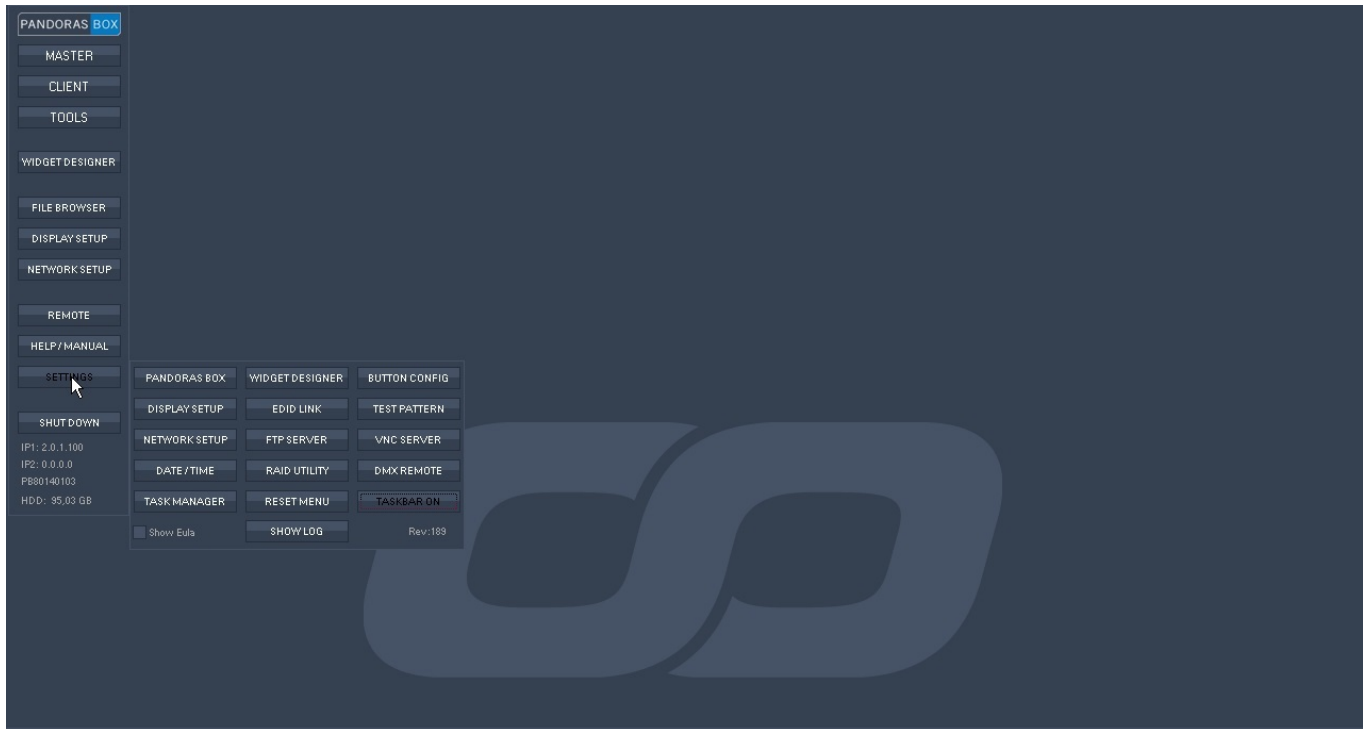 PANDORAS BOX
MASTER
CLIENT
TOOLS
WIDGET DESIGNER
FILE BROWSER
DISPLAY SETUP
NETWORK SETUP
REMOTE
HELP / MANUAL
SETTINGS
SHUT DOWN
IP1: 2.0.1.100
IP2: 0.0.0.0
PB80140103
HDD: 95,03 GB
PANDORAS BOX WIDGET DESIGNER BUTTON CONFIG
DISPLAY SETUP EDID LINK TEST PATTERN
NETWORK SETUP FTP SERVER VNC SERVER
DATE / TIME RAID UTILITY DMX REMOTE
TASK MANAGER RESET MENU TASKBAR ON
Show Eula SHOW LOG Rev:189